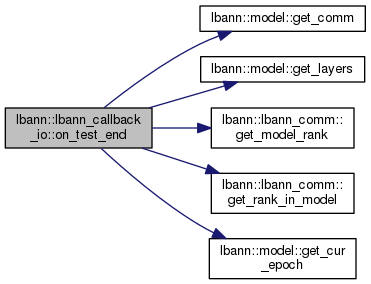 lbann::lbann_callback
_io::on_test_end
lbann::model::get_comm
lbann::model::get_layers
lbann::lbann_comm::
get_model_rank
lbann::lbann_comm::
get_rank_in_model
lbann::model::get_cur
_epoch